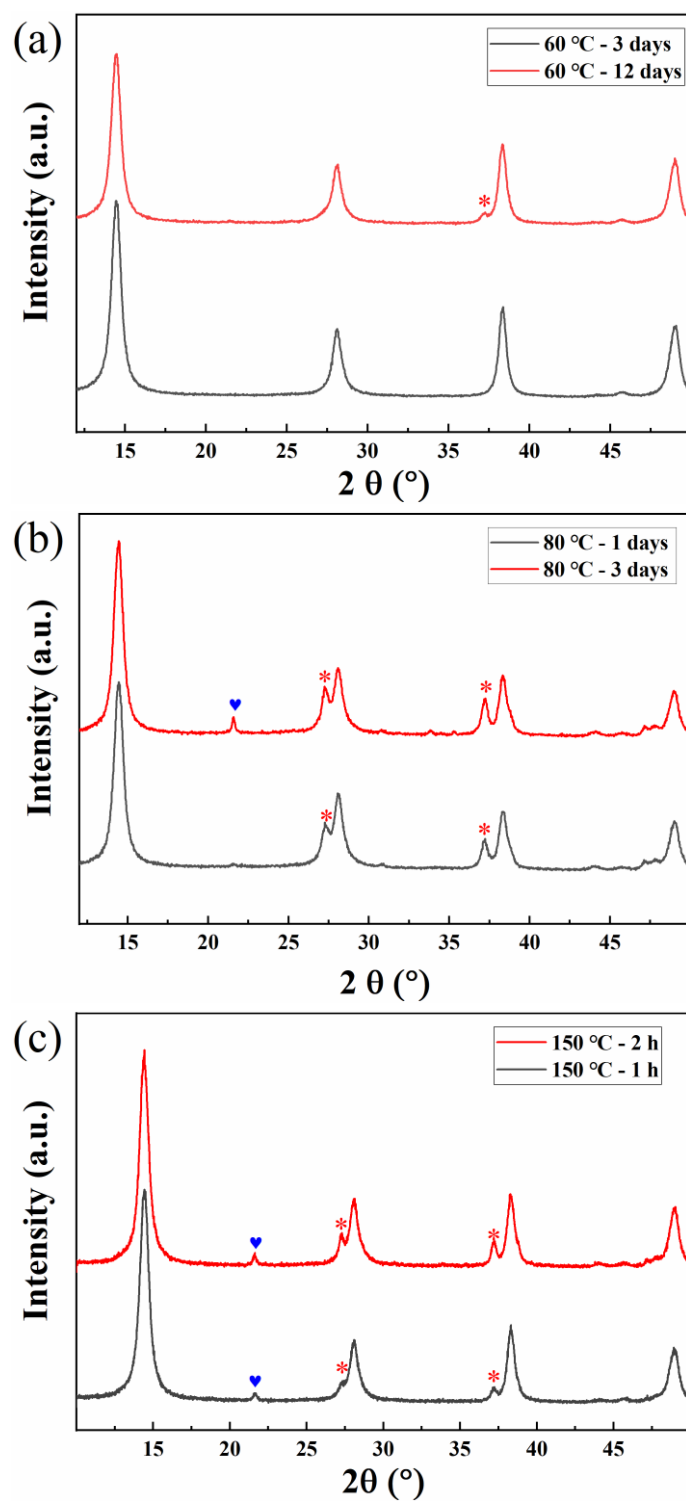 (a)
60 °C - 3 days
60 °C - 12 days
*
Intensity (a.u.)
15 20 25 30 35 40 45
2 θ (°)
(b)
80 °C - 1 days
80 °C - 3 days
♥ * *
* *
Intensity (a.u.)
15 20 25 30 35 40 45
2 θ (°)
(c)
150 °C - 2 h
150 °C - 1 h
♥ * *
♥ * *
Intensity (a.u.)
15 20 25 30 35 40 45
2θ (°)